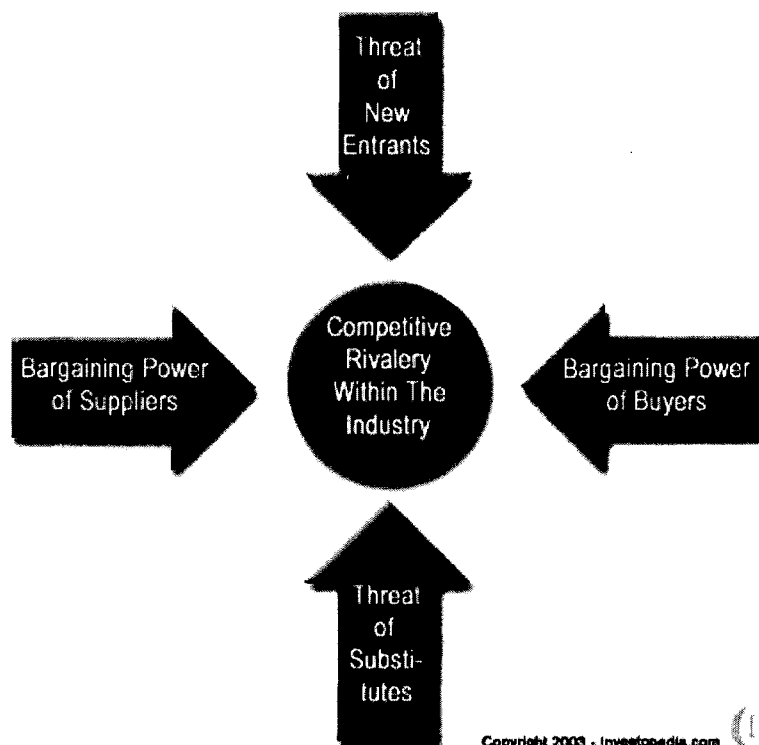 Threat
of
New
Entrants
Bargaining Power
of Suppliers
Competitive
Rivalery
Within The
Industry
Bargaining Power
of Buyers
Threat
of
Substi-
tutes
Copyright 2003 - Investopedia.com